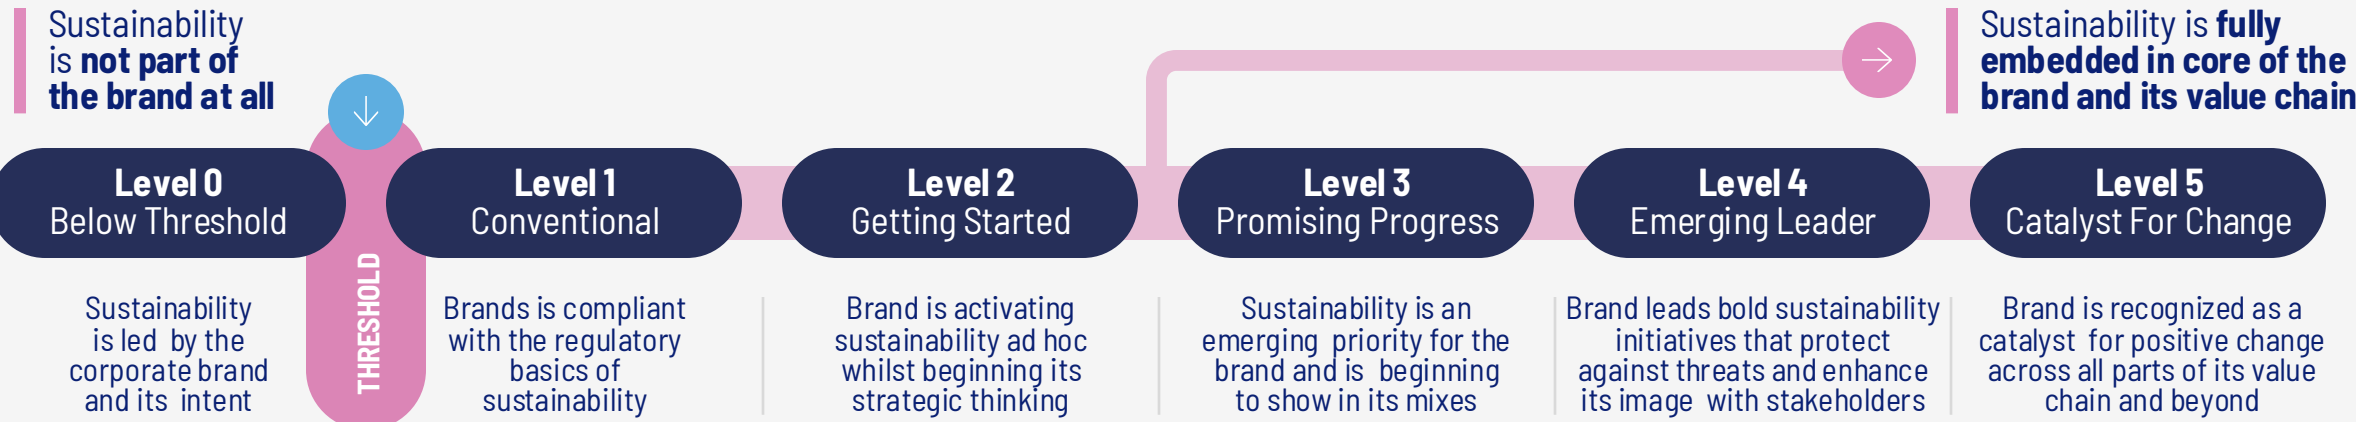 Sustainability
is not part of
the brand at all
Sustainability is fully
embedded in core of the
brand and its value chain
Level 0
Below Threshold
THRESHOLD
Level 1
Conventional
Level 2
Getting Started
Level 3
Promising Progress
Level 4
Emerging Leader
Level 5
Catalyst For Change
Sustainability
is led by the
corporate brand
and its intent
Brands is compliant
with the regulatory
basics of
sustainability
Brand is activating
sustainability ad hoc
whilst beginning its
strategic thinking
Sustainability is an
emerging priority for the
brand and is beginning
to show in its mixes
Brand leads bold sustainability
initiatives that protect
against threats and enhance
its image with stakeholders
Brand is recognized as a
catalyst for positive change
across all parts of its value
chain and beyond